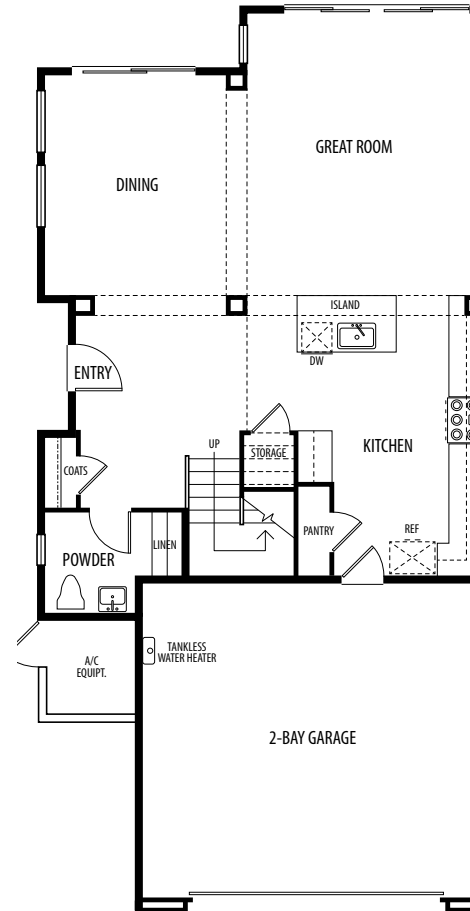 GREAT ROOM
DINING
ISLAND
DW
ENTRY
UP
KITCHEN
STORAGE
COATS
PANTRY
REF
LINEN
POWDER
TANKLESS
WATER HEATER
A/C
EQUIPT.
2-BAY GARAGE